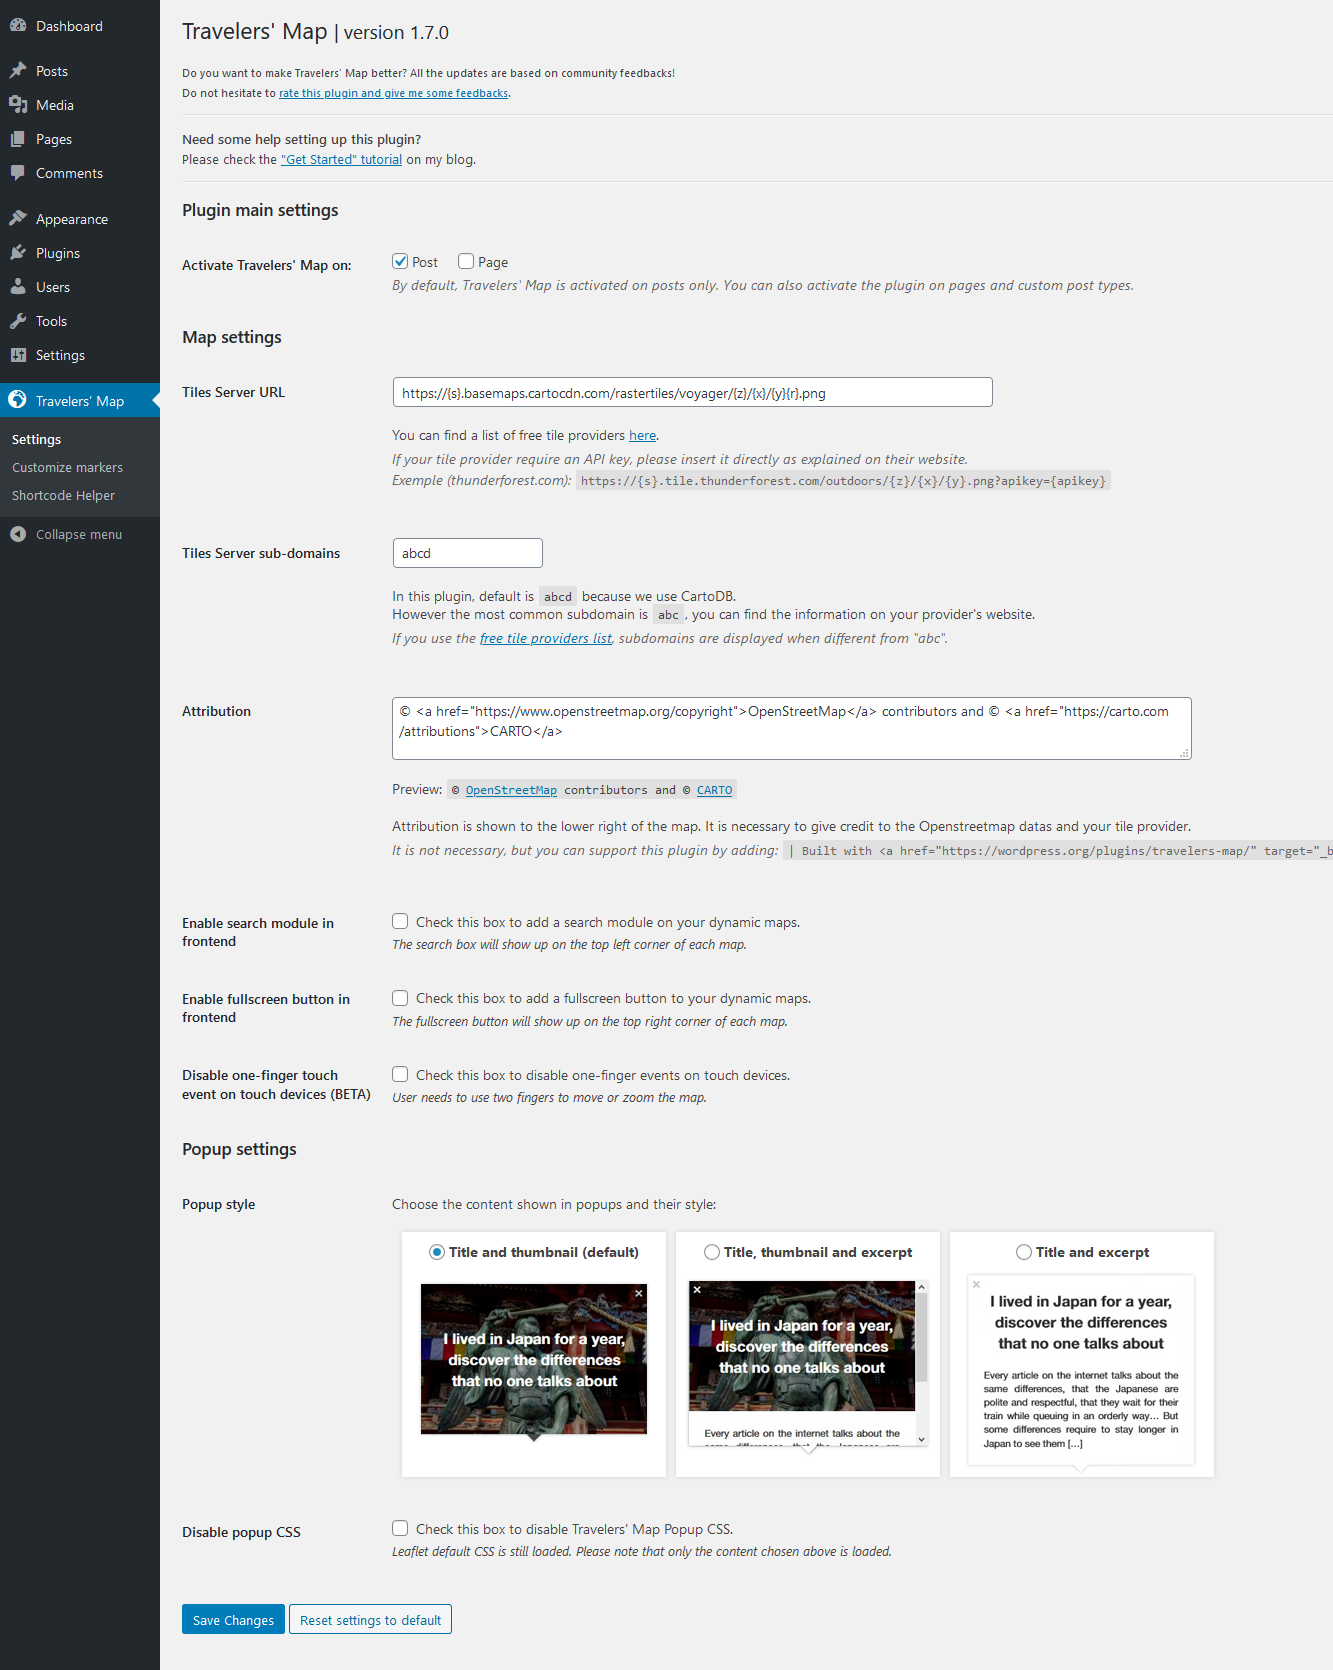 Dashboard
Posts
Media
Pages
Comments
Appearance
Plugins
Users
Tools
Settings
Travelers' Map
Settings
Customize markers
Shortcode Helper
Collapse menu
Travelers' Map | version 1.7.0
Do you want to make Travelers' Map better? All the updates are based on community feedbacks!
Do not hesitate to rate this plugin and give me some feedbacks.
Need some help setting up this plugin?
Please check the "Get Started" tutorial on my blog.
Plugin main settings
Activate Travelers' Map on:
Post Page
By default, Travelers' Map is activated on posts only. You can also activate the plugin on pages and custom post types.
Map settings
Tiles Server URL
https://{s}.basemaps.cartocdn.com/rastertiles/voyager/{z}/{x}/{y}{r}.png
You can find a list of free tile providers here.
If your tile provider require an API key, please insert it directly as explained on their website.
Exemple (thunderforest.com): https://{s}.tile.thunderforest.com/outdoors/{z}/{x}/{y}.png?apikey={apikey}
Tiles Server sub-domains
abcd
In this plugin, default is abcd because we use CartoDB.
However the most common subdomain is abc, you can find the information on your provider's website.
If you use the free tile providers list, subdomains are displayed when different from "abc".
Attribution
© <a href="https://www.openstreetmap.org/copyright">OpenStreetMap</a> contributors and © <a href="https://carto.com
/attributions">CARTO</a>
Preview: © OpenStreetMap contributors and © CARTO
Attribution is shown to the lower right of the map. It is necessary to give credit to the Openstreetmap datas and your tile provider.
It is not necessary, but you can support this plugin by adding: | Built with <a href="https://wordpress.org/plugins/travelers-map/" target="_b
Enable search module in
frontend
Check this box to add a search module on your dynamic maps.
The search box will show up on the top left corner of each map.
Enable fullscreen button in
frontend
Check this box to add a fullscreen button to your dynamic maps.
The fullscreen button will show up on the top right corner of each map.
Disable one-finger touch
event on touch devices (BETA)
Check this box to disable one-finger events on touch devices.
User needs to use two fingers to move or zoom the map.
Popup settings
Popup style
Choose the content shown in popups and their style:
Title and thumbnail (default)
I lived in Japan for a year,
discover the differences
that no one talks about
Title, thumbnail and excerpt
I lived in Japan for a year,
discover the differences
that no one talks about
Every article on the internet talks about the
same differences, that the Japanese are
Title and excerpt
I lived in Japan for a year,
discover the differences
that no one talks about
Every article on the internet talks about the
same differences, that the Japanese are
polite and respectful, that they wait for their
train while queuing in an orderly way... But
some differences require to stay longer in
Japan to see them [...]
Disable popup CSS
Check this box to disable Travelers' Map Popup CSS.
Leaflet default CSS is still loaded. Please note that only the content chosen above is loaded.
Save Changes
Reset settings to default